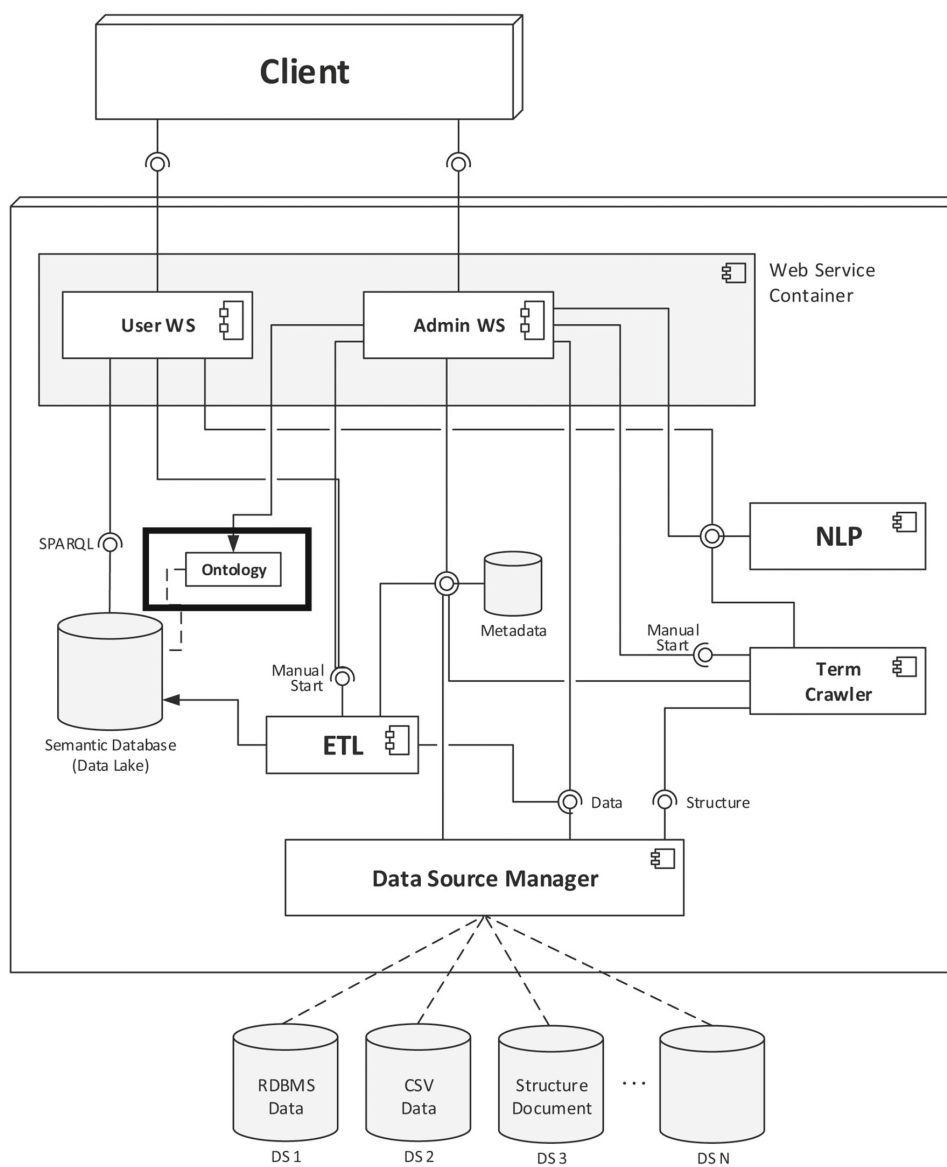 Client
Web Service
Container
User WS
Admin WS
SPARQL
Ontology
NLP
Metadata
Manual
Start
Manual
Start
Term
Crawler
Semantic Database
(Data Lake)
ETL
Data
Structure
Data Source Manager
RDBMS
Data
CSV
Data
Structure
Document
...
DS 1
DS 2
DS 3
DS N